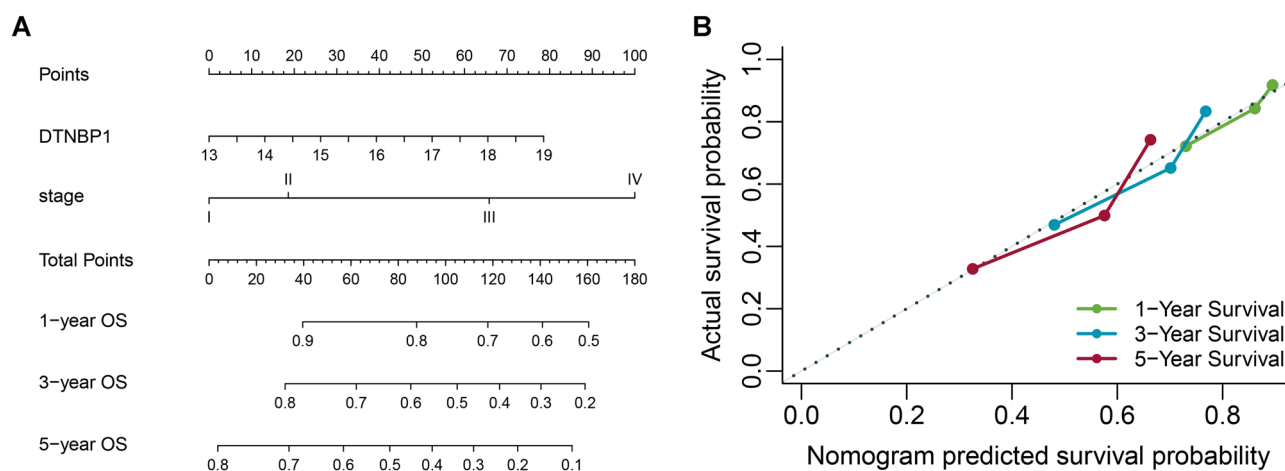 A
Points
0 10 20 30 40 50 60 70 80 90 100
DTNBP1
13 14 15 16 17 18 19
stage
II IV
I III
Total Points
0 20 40 60 80 100 120 140 160 180
1−year OS
0.9 0.8 0.7 0.6 0.5
3−year OS
0.8 0.7 0.6 0.5 0.4 0.3 0.2
5−year OS
0.8 0.7 0.6 0.5 0.4 0.3 0.2 0.1
B
Actual survival probability
1.0
0.8
0.6
0.4
0.2
0.0
1−Year Survival
3−Year Survival
5−Year Survival
0.0 0.2 0.4 0.6 0.8
Nomogram predicted survival probability